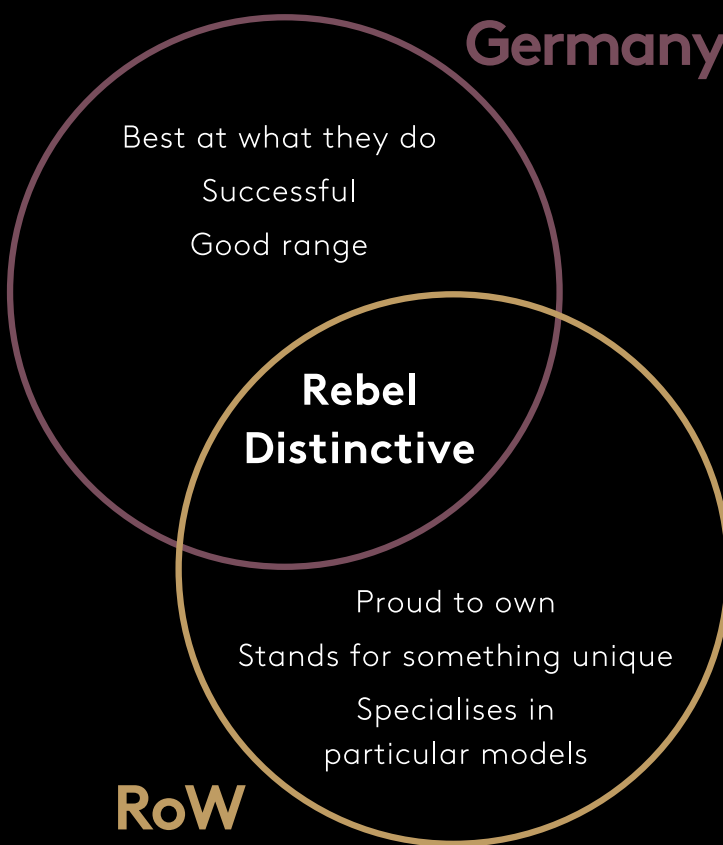 Germany
Best at what they do
Successful
Good range
Rebel
Distinctive
Proud to own
Stands for something unique
Specialises in
particular models
RoW